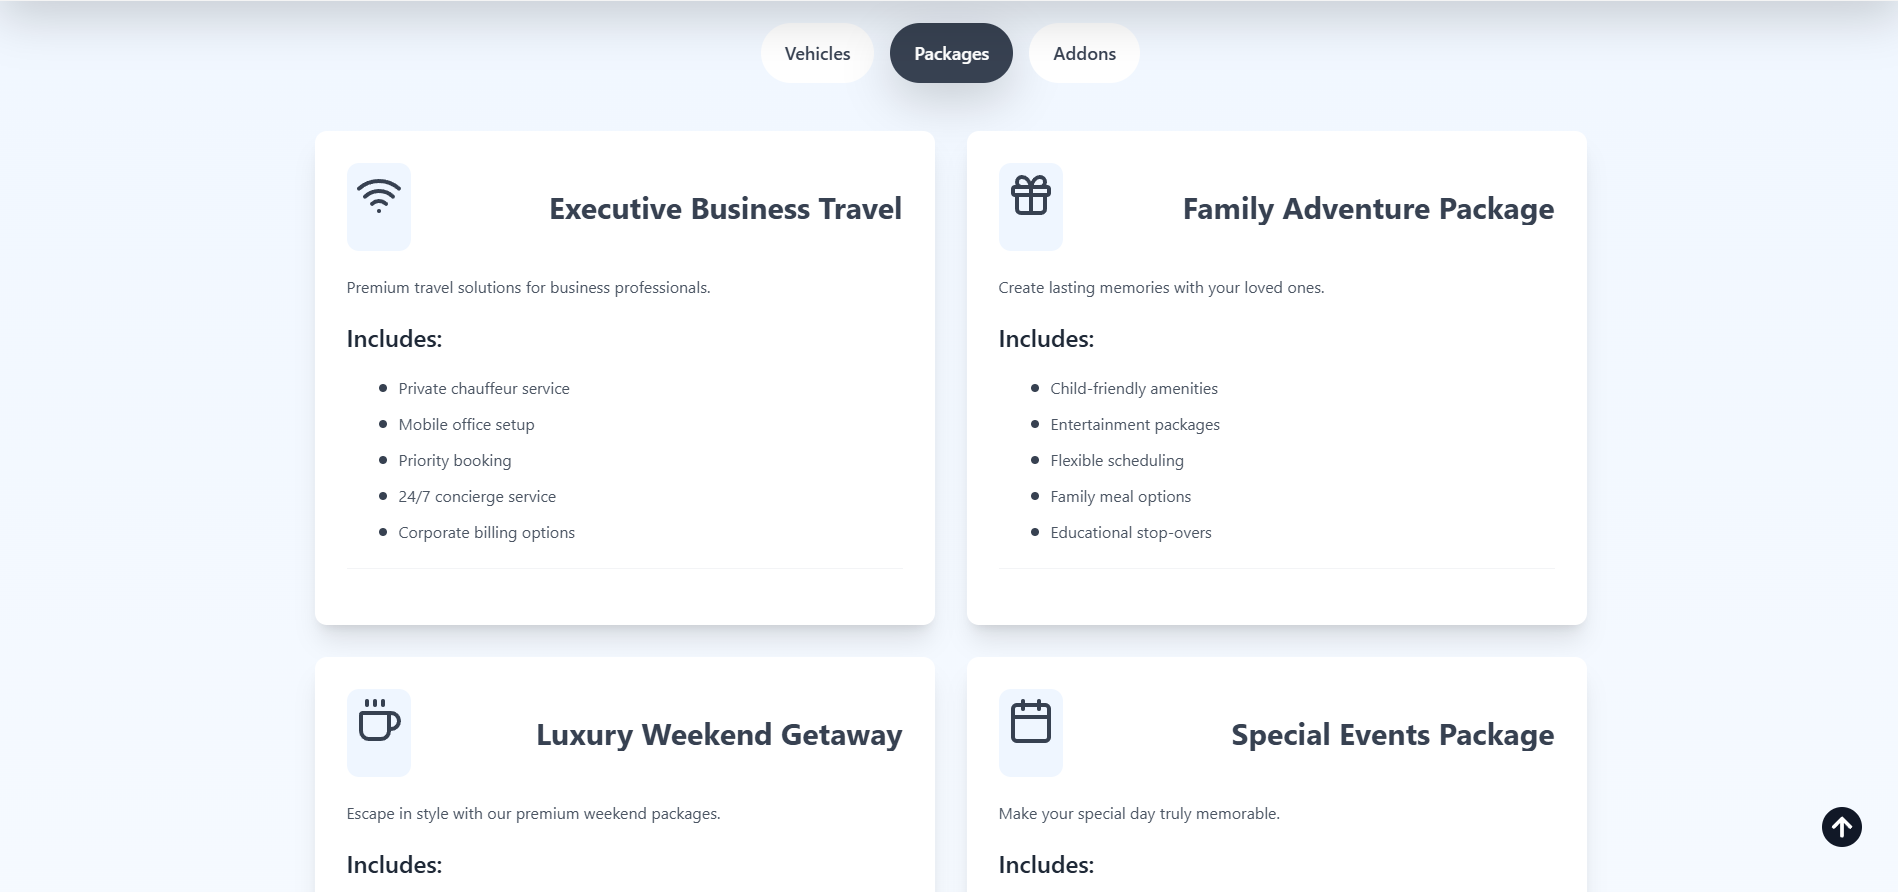 Vehicles
Packages
Addons
Executive Business Travel
Premium travel solutions for business professionals.
Includes:
Private chauffeur service
Mobile office setup
Priority booking
24/7 concierge service
Corporate billing options
Family Adventure Package
Create lasting memories with your loved ones.
Includes:
Child-friendly amenities
Entertainment packages
Flexible scheduling
Family meal options
Educational stop-overs
Luxury Weekend Getaway
Escape in style with our premium weekend packages.
Includes:
Special Events Package
Make your special day truly memorable.
Includes: